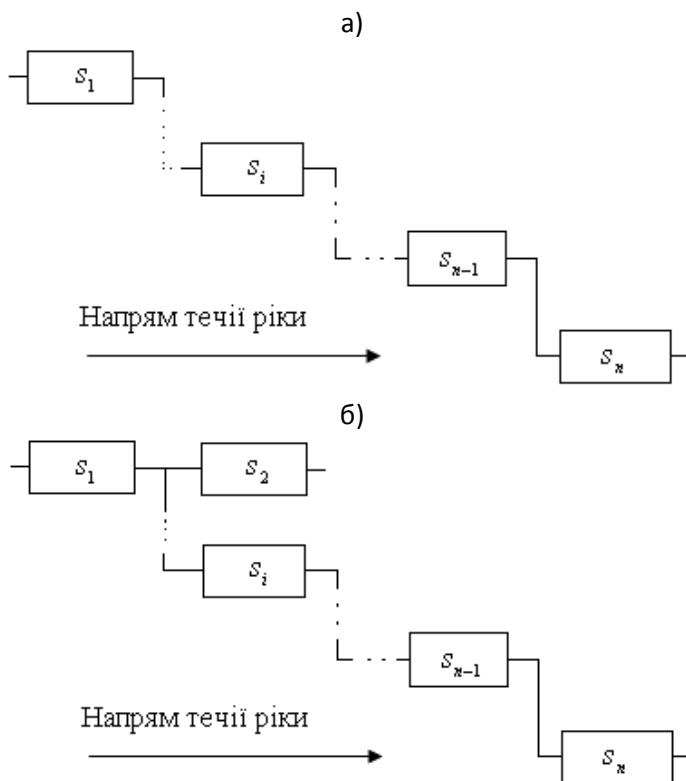 а)
S₁
Sᵢ
Sₙ₋₁
Напрям течії ріки
Sₙ
б)
S₁ S₂
Sᵢ
Sₙ₋₁
Напрям течії ріки
Sₙ